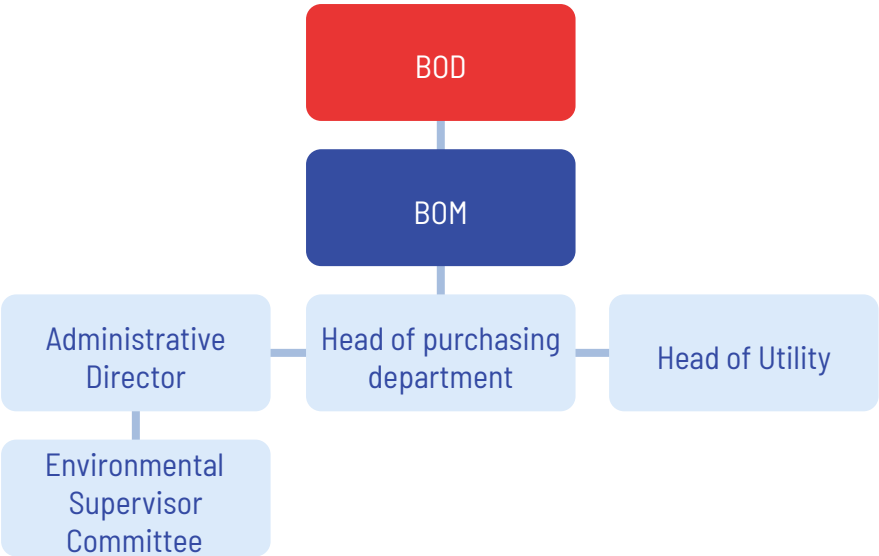 BOD
BOM
Administrative
Director
Head of purchasing
department
Head of Utility
Environmental
Supervisor
Committee